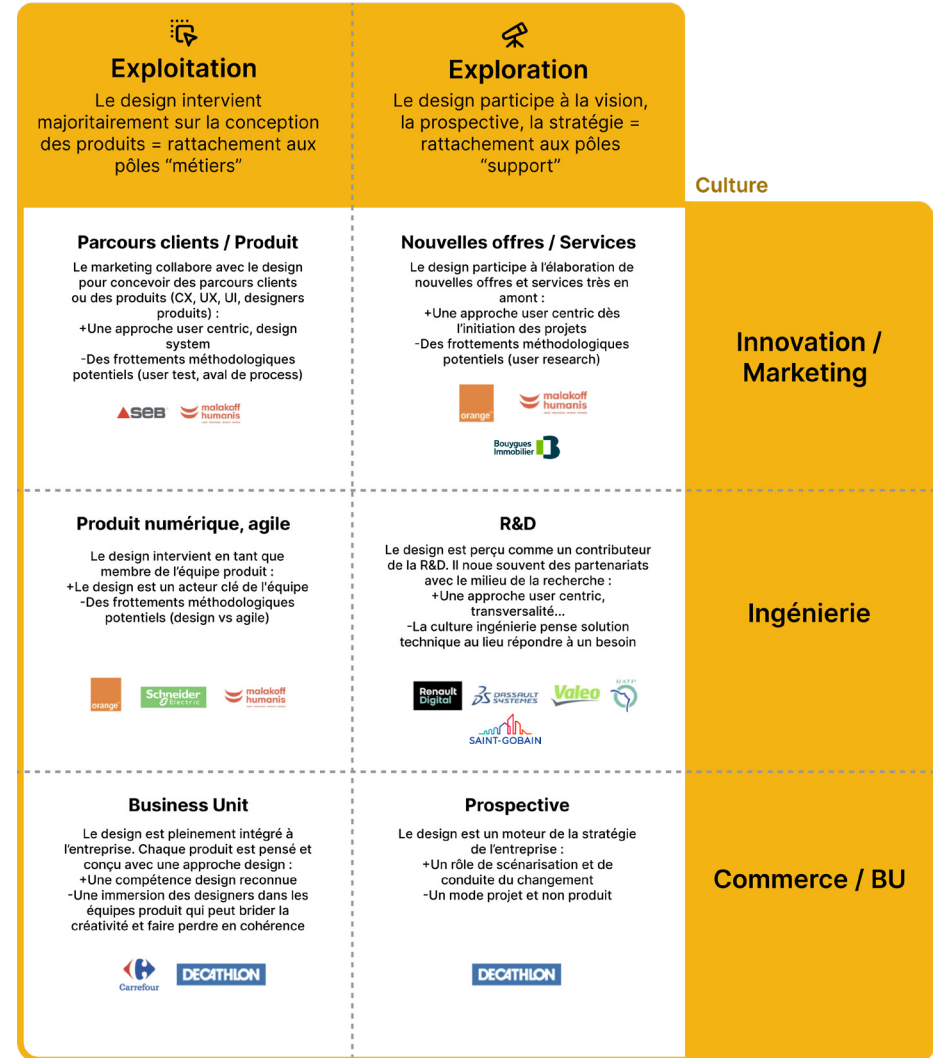 Exploitation
Le design intervient
majoritairement sur la conception
des produits = rattachement aux
pôles “métiers”
Exploration
Le design participe à la vision,
la prospective, la stratégie =
rattachement aux pôles
“support”
Culture
Parcours clients / Produit
Le marketing collabore avec le design
pour concevoir des parcours clients
ou des produits (CX, UX, UI, designers
produits) :
+Une approche user centric, design
system
-Des frottements méthodologiques
potentiels (user test, aval de process)
SEB
malakoff
humanis
Nouvelles offres / Services
Le design participe à l’élaboration de
nouvelles offres et services très en
amont :
+Une approche user centric dès
l’initiation des projets
-Des frottements méthodologiques
potentiels (user research)
orange
malakoff
humanis
Bouygues
Immobilier
Innovation /
Marketing
Produit numérique, agile
Le design intervient en tant que
membre de l’équipe produit :
+Le design est un acteur clé de l'équipe
-Des frottements méthodologiques
potentiels (design vs agile)
orange
Schneider
Electric
malakoff
humanis
R&D
Le design est perçu comme un contributeur
de la R&D. Il noue souvent des partenariats
avec le milieu de la recherche :
+Une approche user centric,
transversalité...
-La culture ingénierie pense solution
technique au lieu répondre à un besoin
Renault
Digital
DASSAULT
SYSTEMES
Valeo
RATP
SAINT-GOBAIN
Ingénierie
Business Unit
Le design est pleinement intégré à
l’entreprise. Chaque produit est pensé et
conçu avec une approche design :
+Une compétence design reconnue
-Une immersion des designers dans les
équipes produit qui peut brider la
créativité et faire perdre en cohérence
Carrefour
DECATHLON
Prospective
Le design est un moteur de la stratégie
de l’entreprise :
+Un rôle de scénarisation et de
conduite du changement
-Un mode projet et non produit
DECATHLON
Commerce / BU